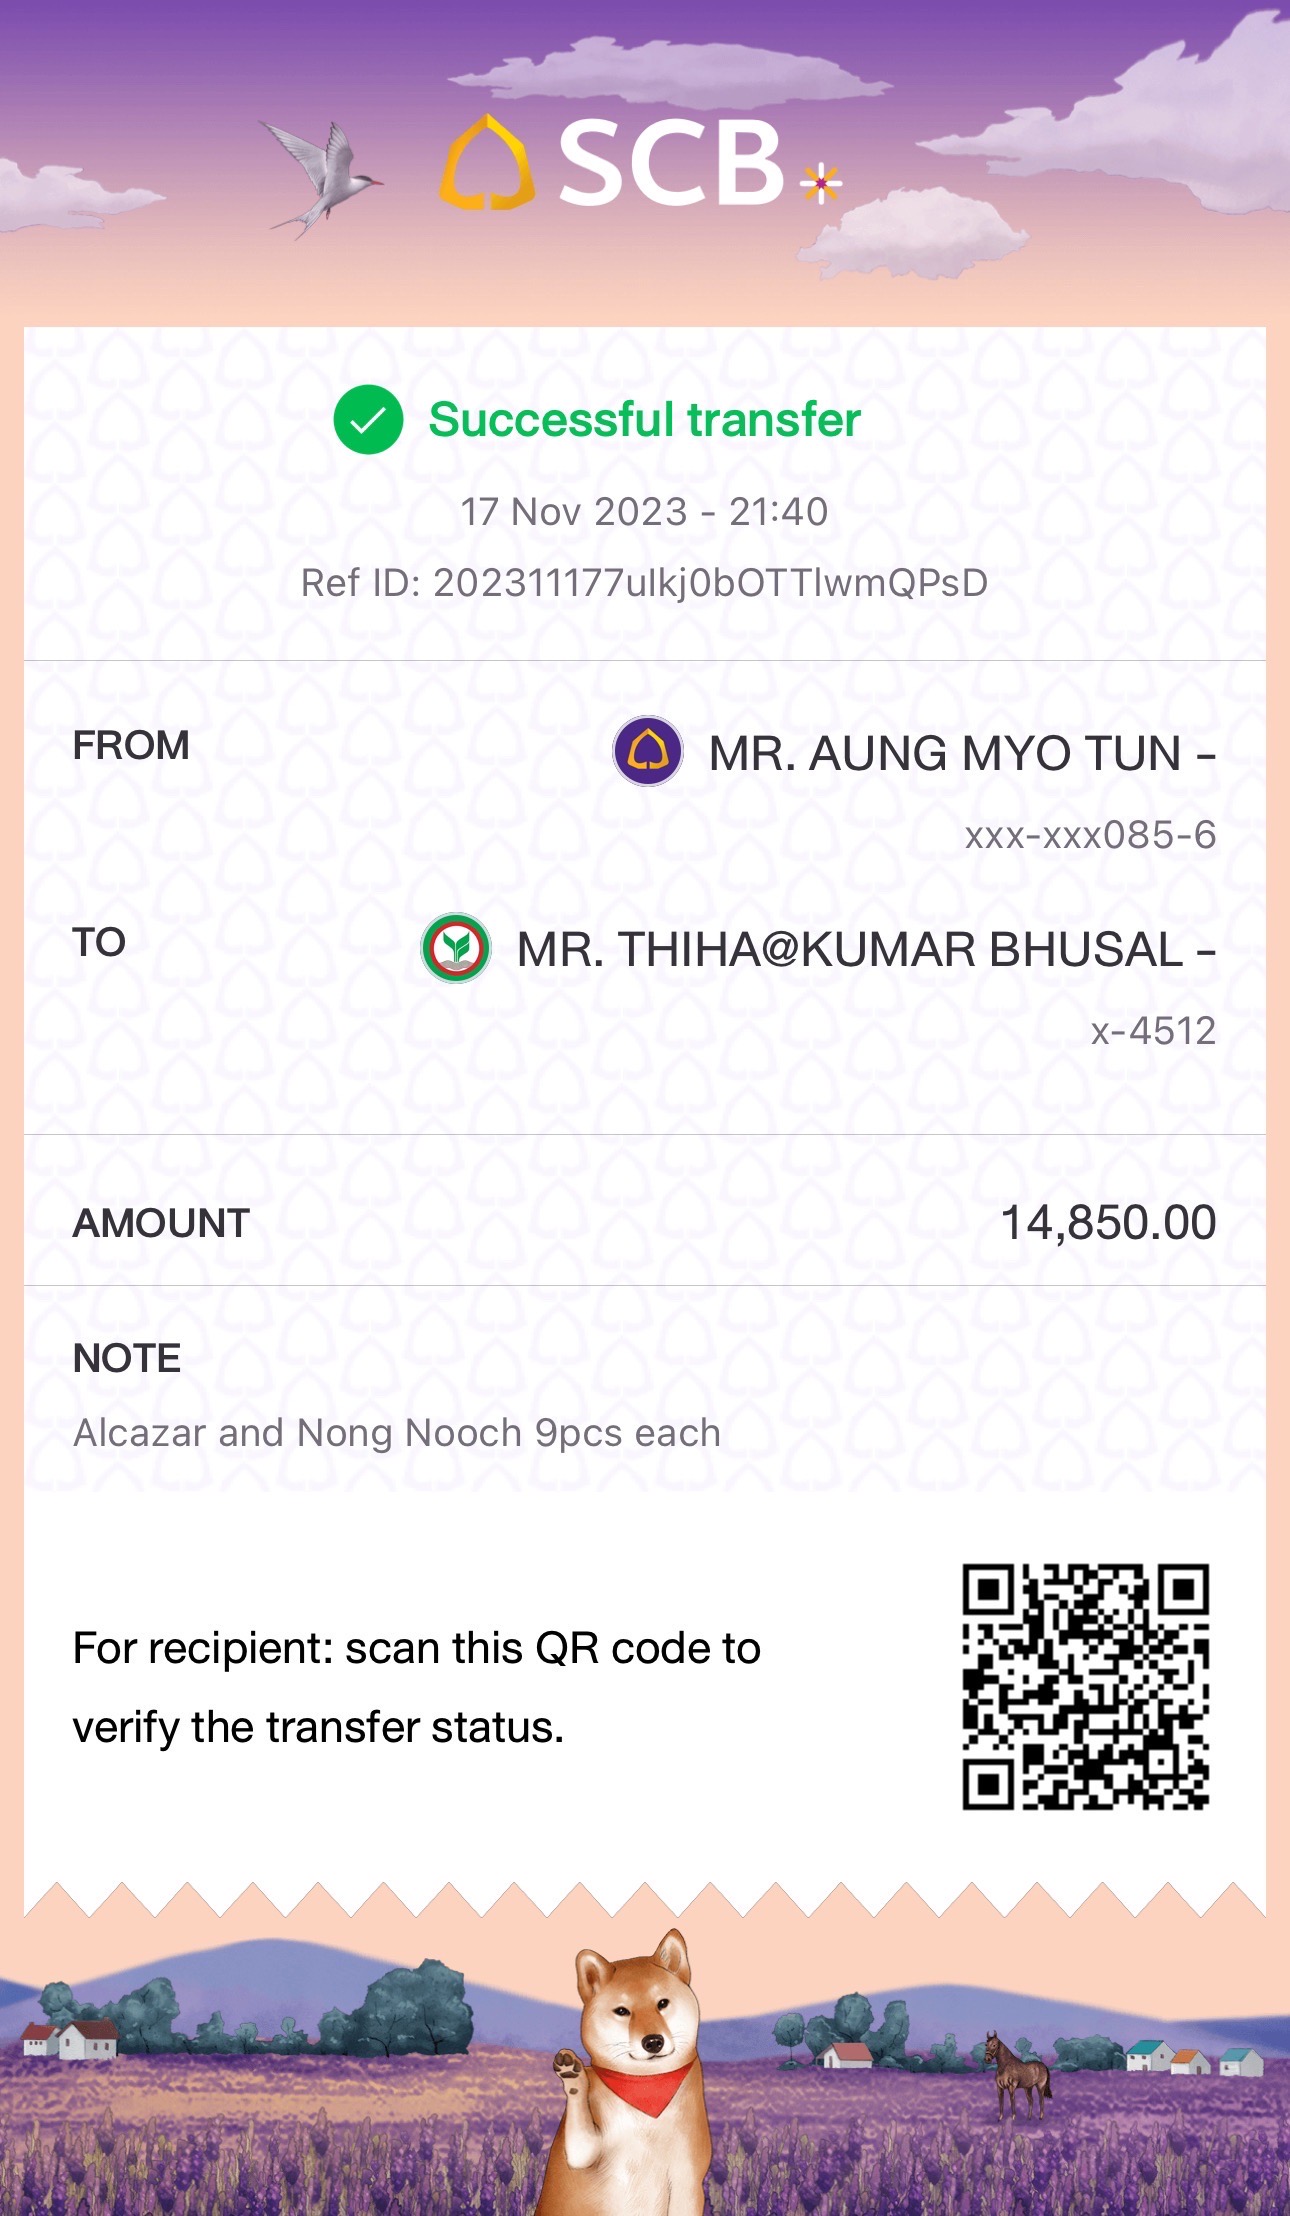 SCB
Successful transfer
17 Nov 2023 - 21:40
Ref ID: 202311177uIkj0bOTTlwmQPsD
FROM
MR. AUNG MYO TUN -
xxx-xxx085-6
TO
MR. THIHA@KUMAR BHUSAL -
x-4512
AMOUNT
14,850.00
NOTE
Alcazar and Nong Nooch 9pcs each
For recipient: scan this QR code to
verify the transfer status.